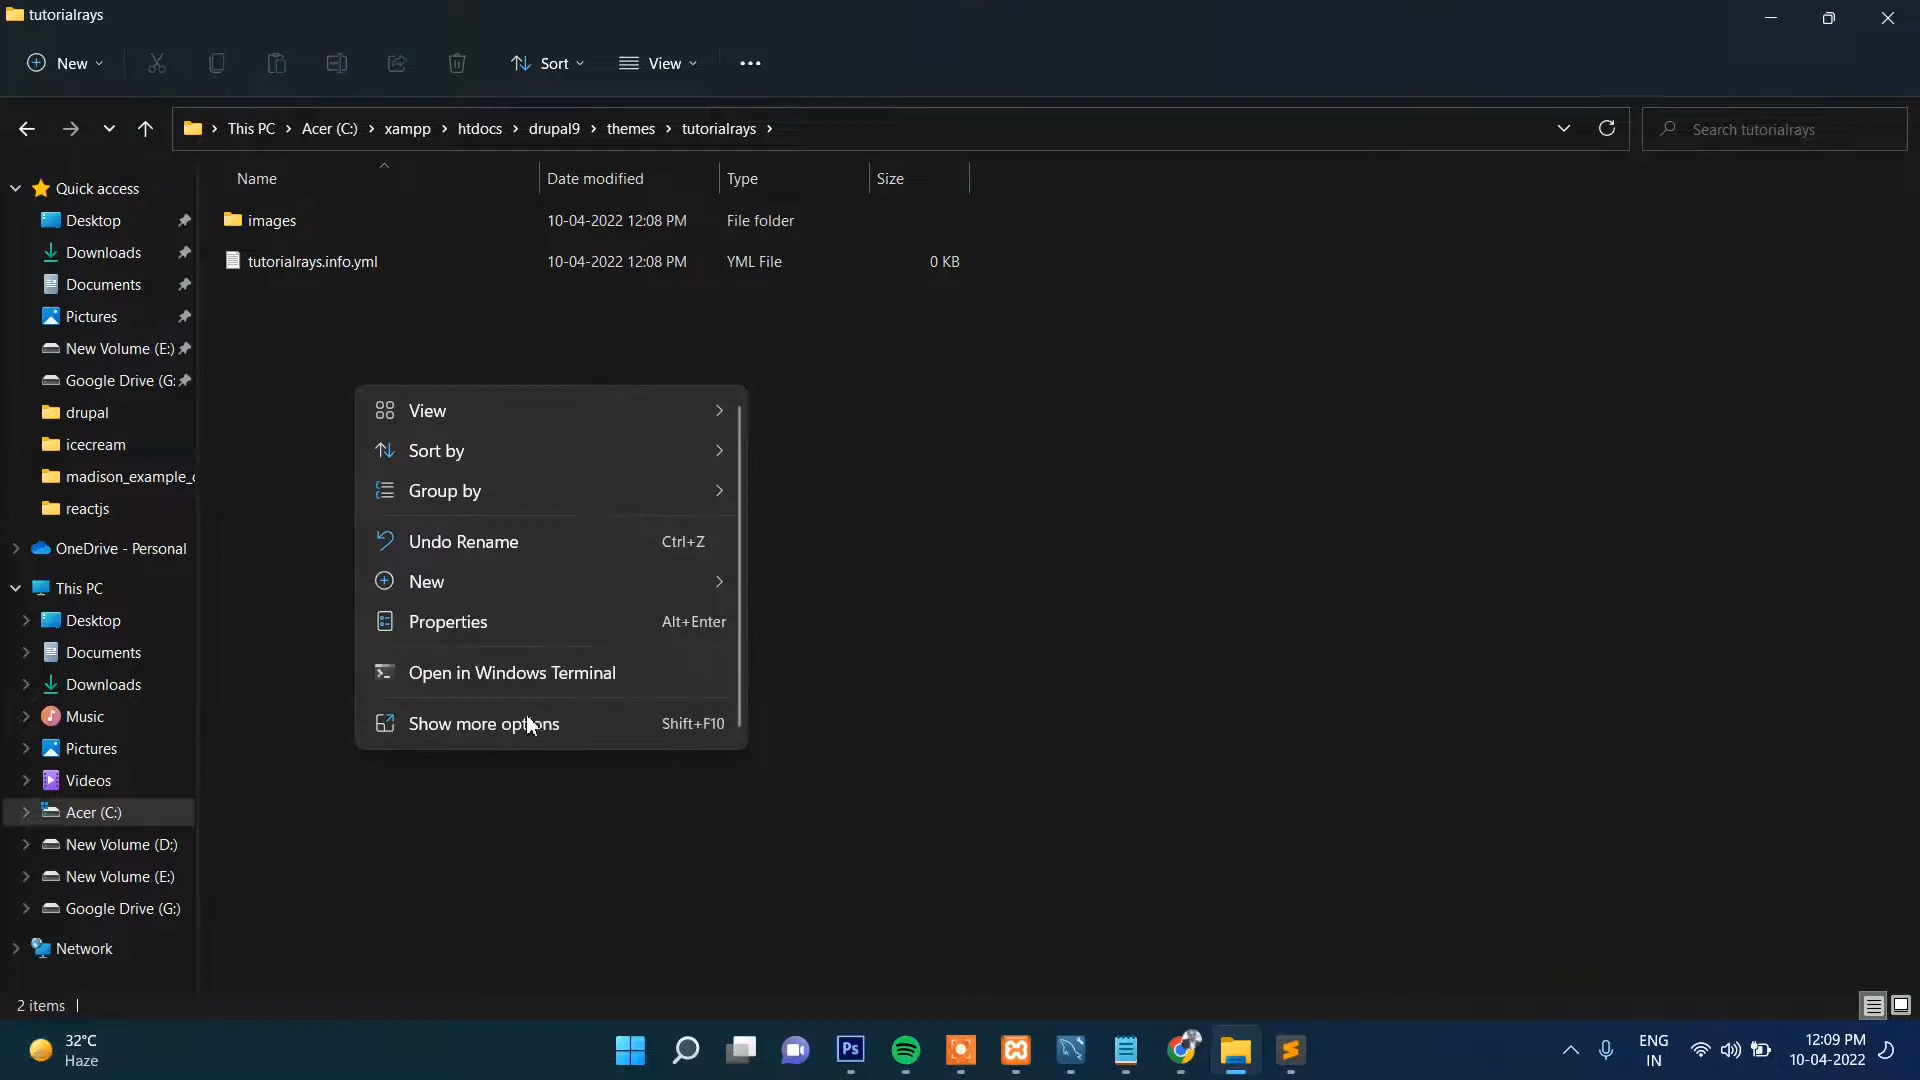 tutorialrays
New
Sort
View
This PC
Acer (C:)
xampp
htdocs
drupal9
themes
tutorialrays
Search tutorialrays
Name
Date modified
Type
Size
Quick access
images
10-04-2022 12:08 PM
File folder
Desktop
tutorialrays.info.yml
10-04-2022 12:08 PM
YML File
0 KB
Downloads
Documents
Pictures
New Volume (E:)
Google Drive (G:
drupal
icecream
madison_example_
reactjs
OneDrive - Personal
This PC
Desktop
Documents
Downloads
Music
Pictures
Videos
Acer (C:)
New Volume (D:)
New Volume (E:)
Google Drive (G:)
Network
View
Sort by
Group by
Undo Rename Ctrl+Z
New
Properties Alt+Enter
Open in Windows Terminal
Show more options Shift+F10
2 items
32°C
Haze
Ps
ENG
IN
12:09 PM
10-04-2022